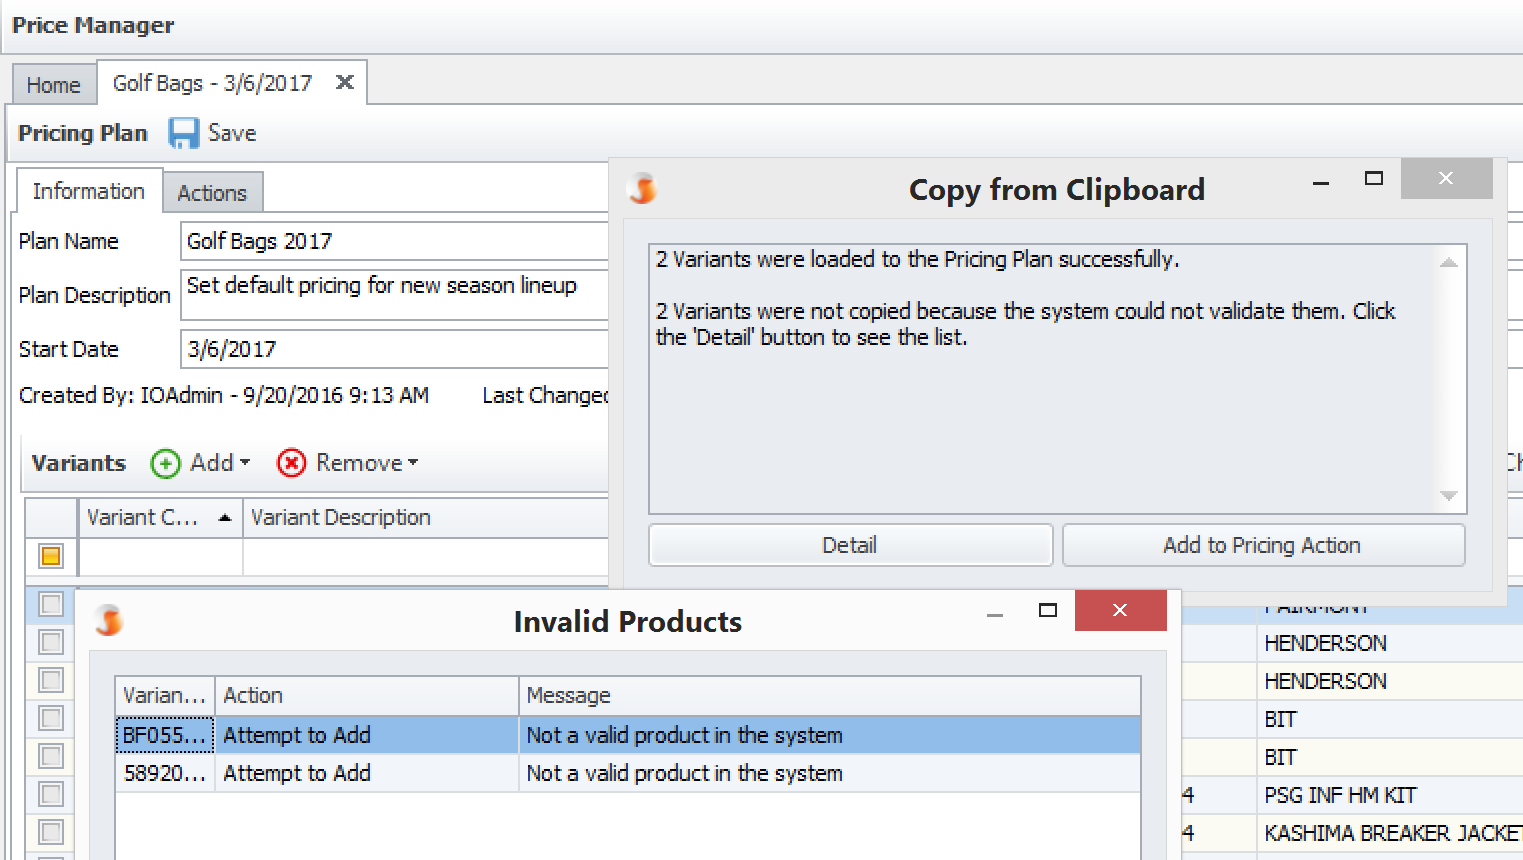 Price Manager
Home
Golf Bags - 3/6/2017
Pricing Plan
Save
Information
Actions
Plan Name
Golf Bags 2017
Plan Description
Set default pricing for new season lineup
Start Date
3/6/2017
Created By: IOAdmin - 9/20/2016 9:13 AM
Last Changed
Copy from Clipboard
2 Variants were loaded to the Pricing Plan successfully.
2 Variants were not copied because the system could not validate them. Click
the 'Detail' button to see the list.
Detail
Add to Pricing Action
Variants
Add
Remove
Ch
Variant C...
Variant Description
FAIRMONT
HENDERSON
HENDERSON
BIT
BIT
4 PSG INF HM KIT
4 KASHIMA BREAKER JACKET
Invalid Products
Varian... Action Message
BF055... Attempt to Add Not a valid product in the system
58920... Attempt to Add Not a valid product in the system